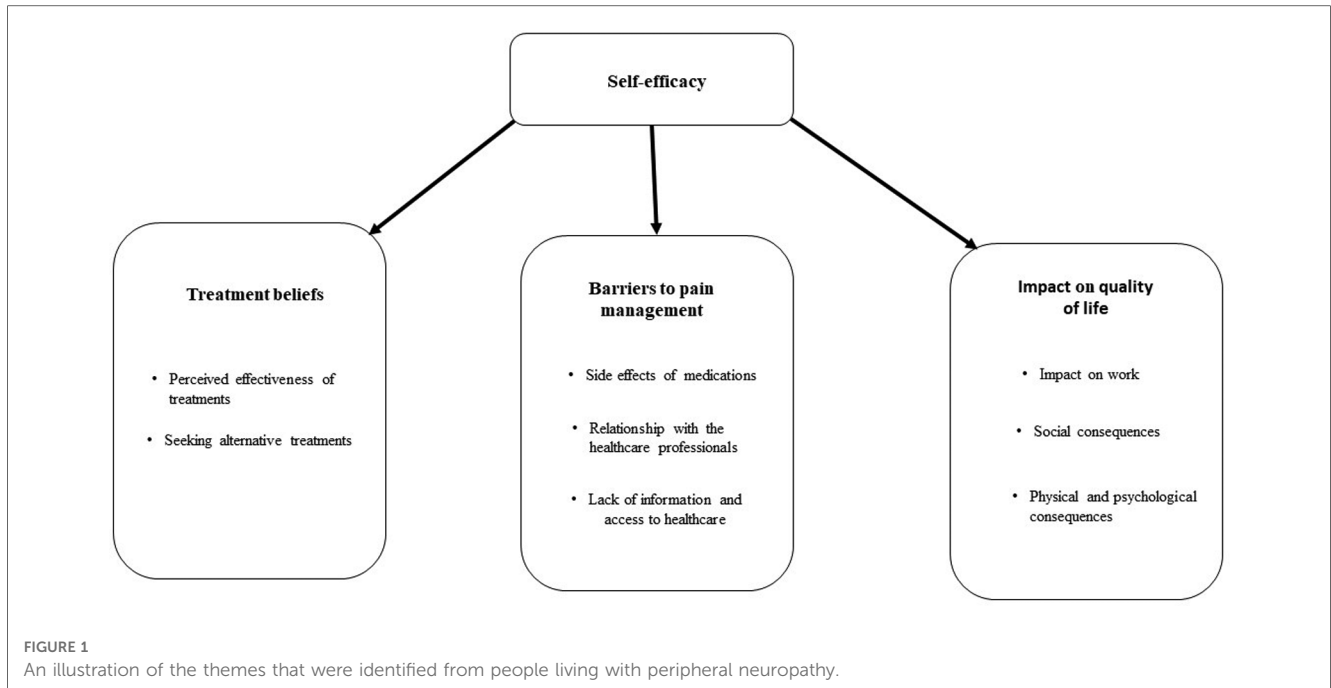 Self-efficacy
Treatment beliefs
• Perceived effectiveness of
treatments
• Seeking alternative treatments
Barriers to pain
management
• Side effects of medications
• Relationship with the
healthcare professionals
• Lack of information and
access to healthcare
Impact on quality
of life
• Impact on work
• Social consequences
• Physical and psychological
consequences
FIGURE 1
An illustration of the themes that were identified from people living with peripheral neuropathy.